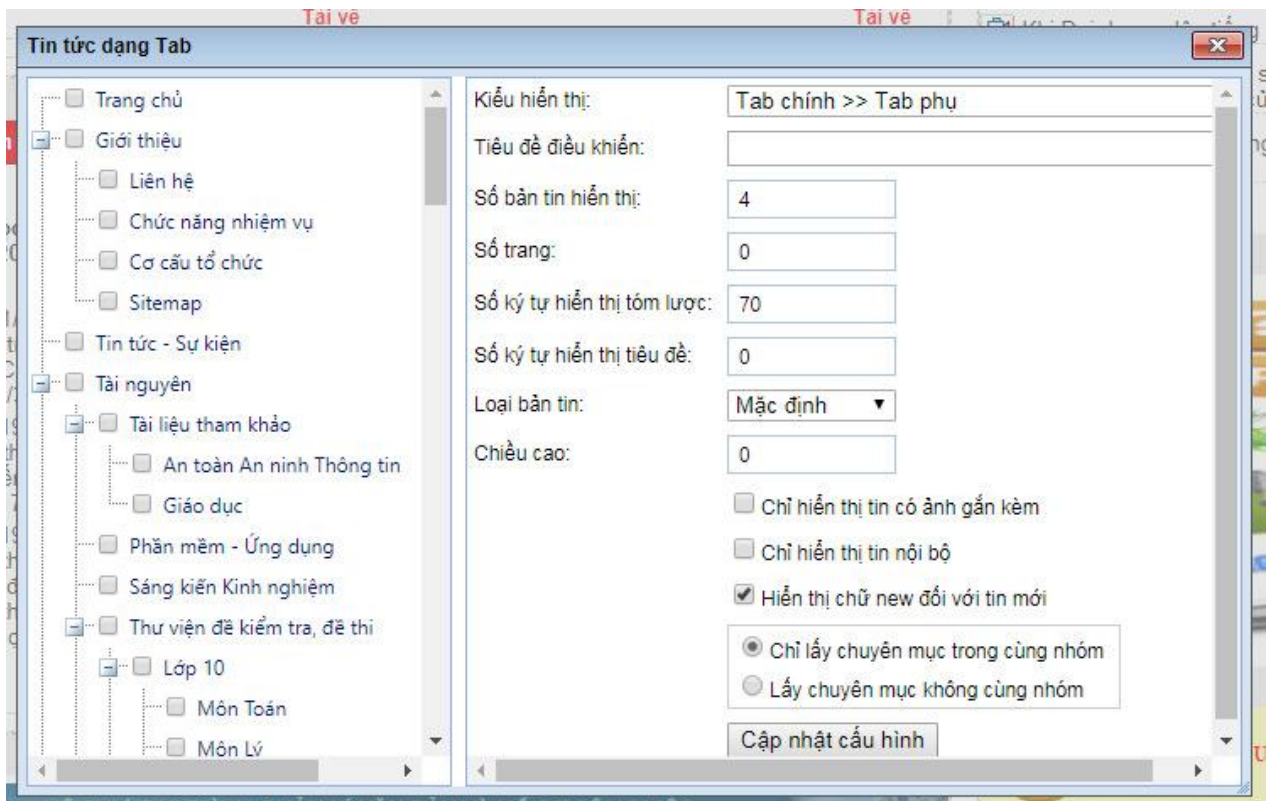 Tải về
Tải về
Tin tức dạng Tab
Trang chủ
Giới thiệu
Liên hệ
Chức năng nhiệm vụ
Cơ cấu tổ chức
Sitemap
Tin tức - Sự kiện
Tài nguyên
Tài liệu tham khảo
An toàn An ninh Thông tin
Giáo dục
Phần mềm - Ứng dụng
Sáng kiến Kinh nghiệm
Thư viện đề kiểm tra, đề thi
Lớp 10
Môn Toán
Môn Lý
Kiểu hiển thị:
Tab chính >> Tab phụ
Tiêu đề điều khiển:
Số bản tin hiển thị:
4
Số trang:
0
Số ký tự hiển thị tóm lược:
70
Số ký tự hiển thị tiêu đề:
0
Loại bản tin:
Mặc định
Chiều cao:
0
Chỉ hiển thị tin có ảnh gắn kèm
Chỉ hiển thị tin nội bộ
Hiển thị chữ new đối với tin mới
Chỉ lấy chuyên mục trong cùng nhóm
Lấy chuyên mục không cùng nhóm
Cập nhật cấu hình